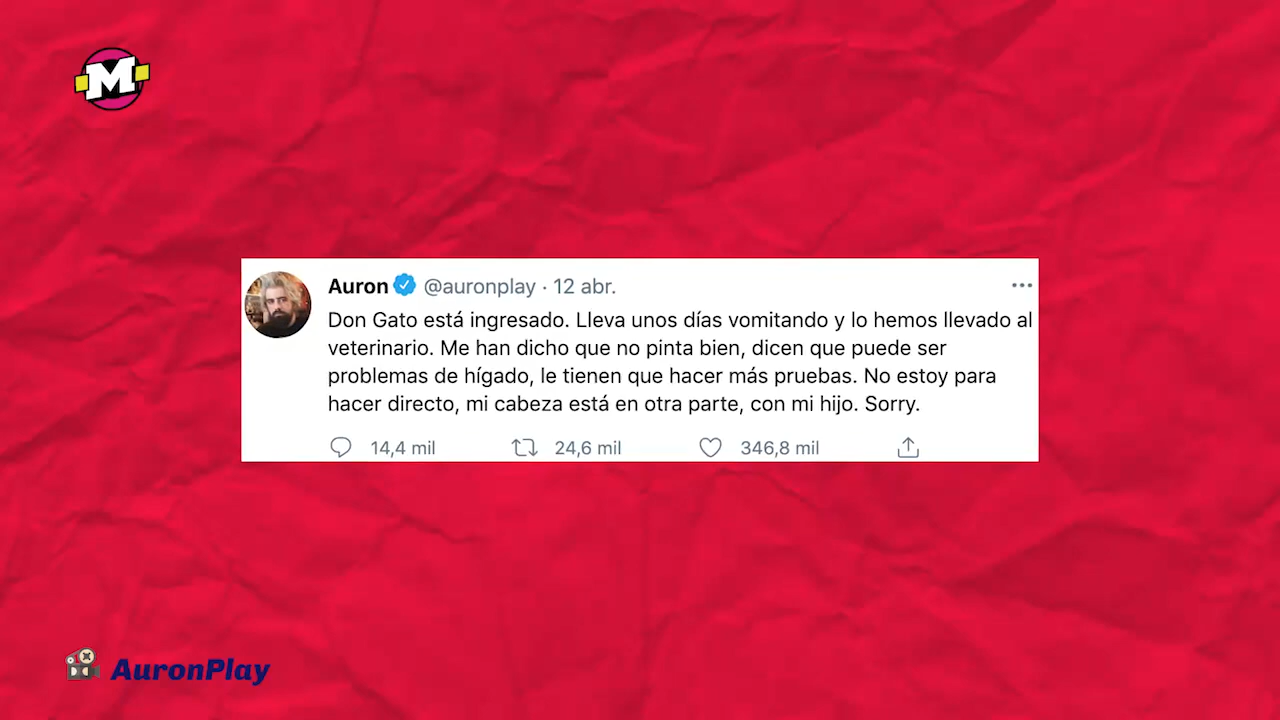 M
Auron @auronplay · 12 abr.
Don Gato está ingresado. Lleva unos días vomitando y lo hemos llevado al
veterinario. Me han dicho que no pinta bien, dicen que puede ser
problemas de hígado, le tienen que hacer más pruebas. No estoy para
hacer directo, mi cabeza está en otra parte, con mi hijo. Sorry.
14,4 mil 24,6 mil 346,8 mil
AuronPlay